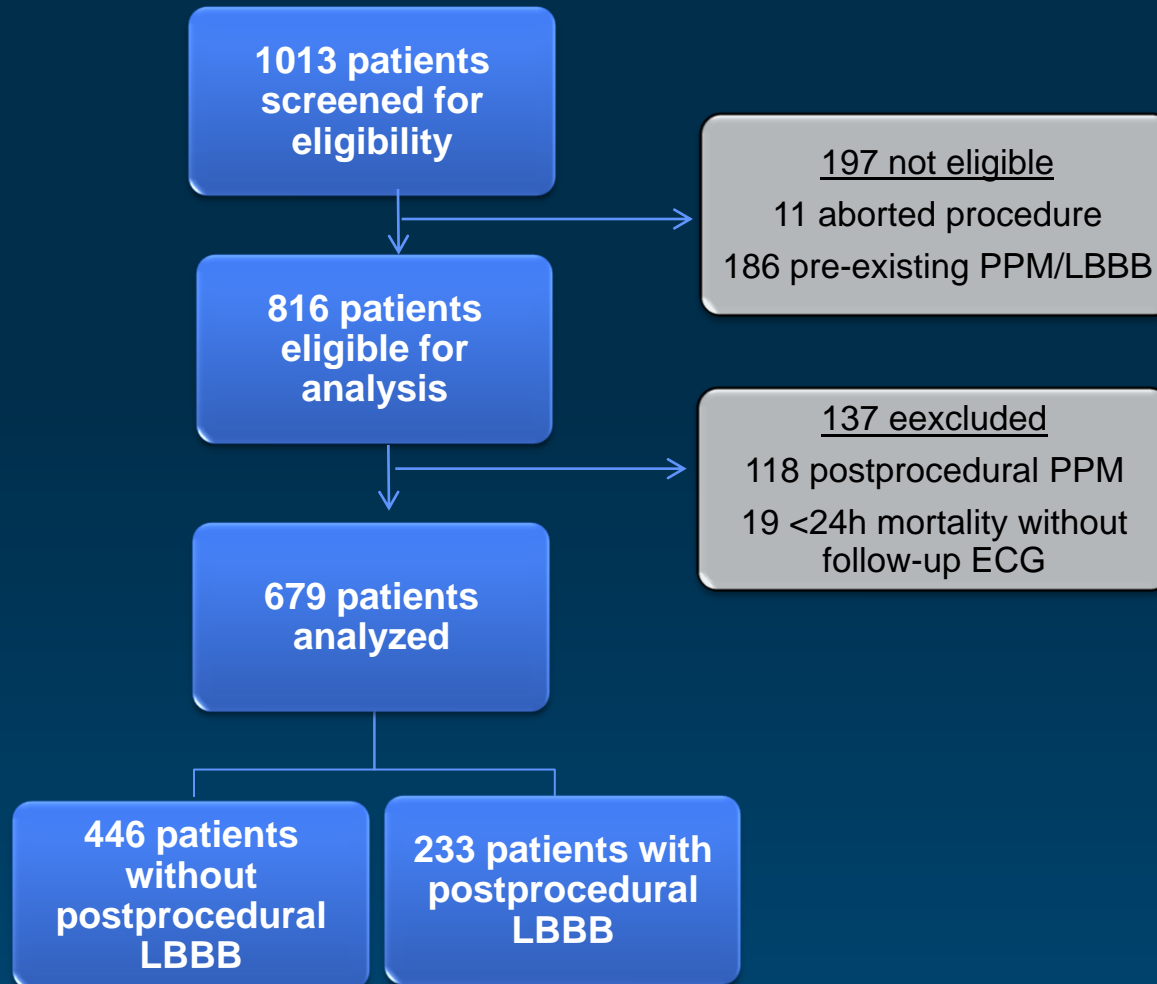 1013 patients
screened for
eligibility
197 not eligible
11 aborted procedure
186 pre-existing PPM/LBBB
816 patients
eligible for
analysis
137 eexcluded
118 postprocedural PPM
19 <24h mortality without
follow-up ECG
679 patients
analyzed
446 patients
without
postprocedural
LBBB
233 patients with
postprocedural
LBBB